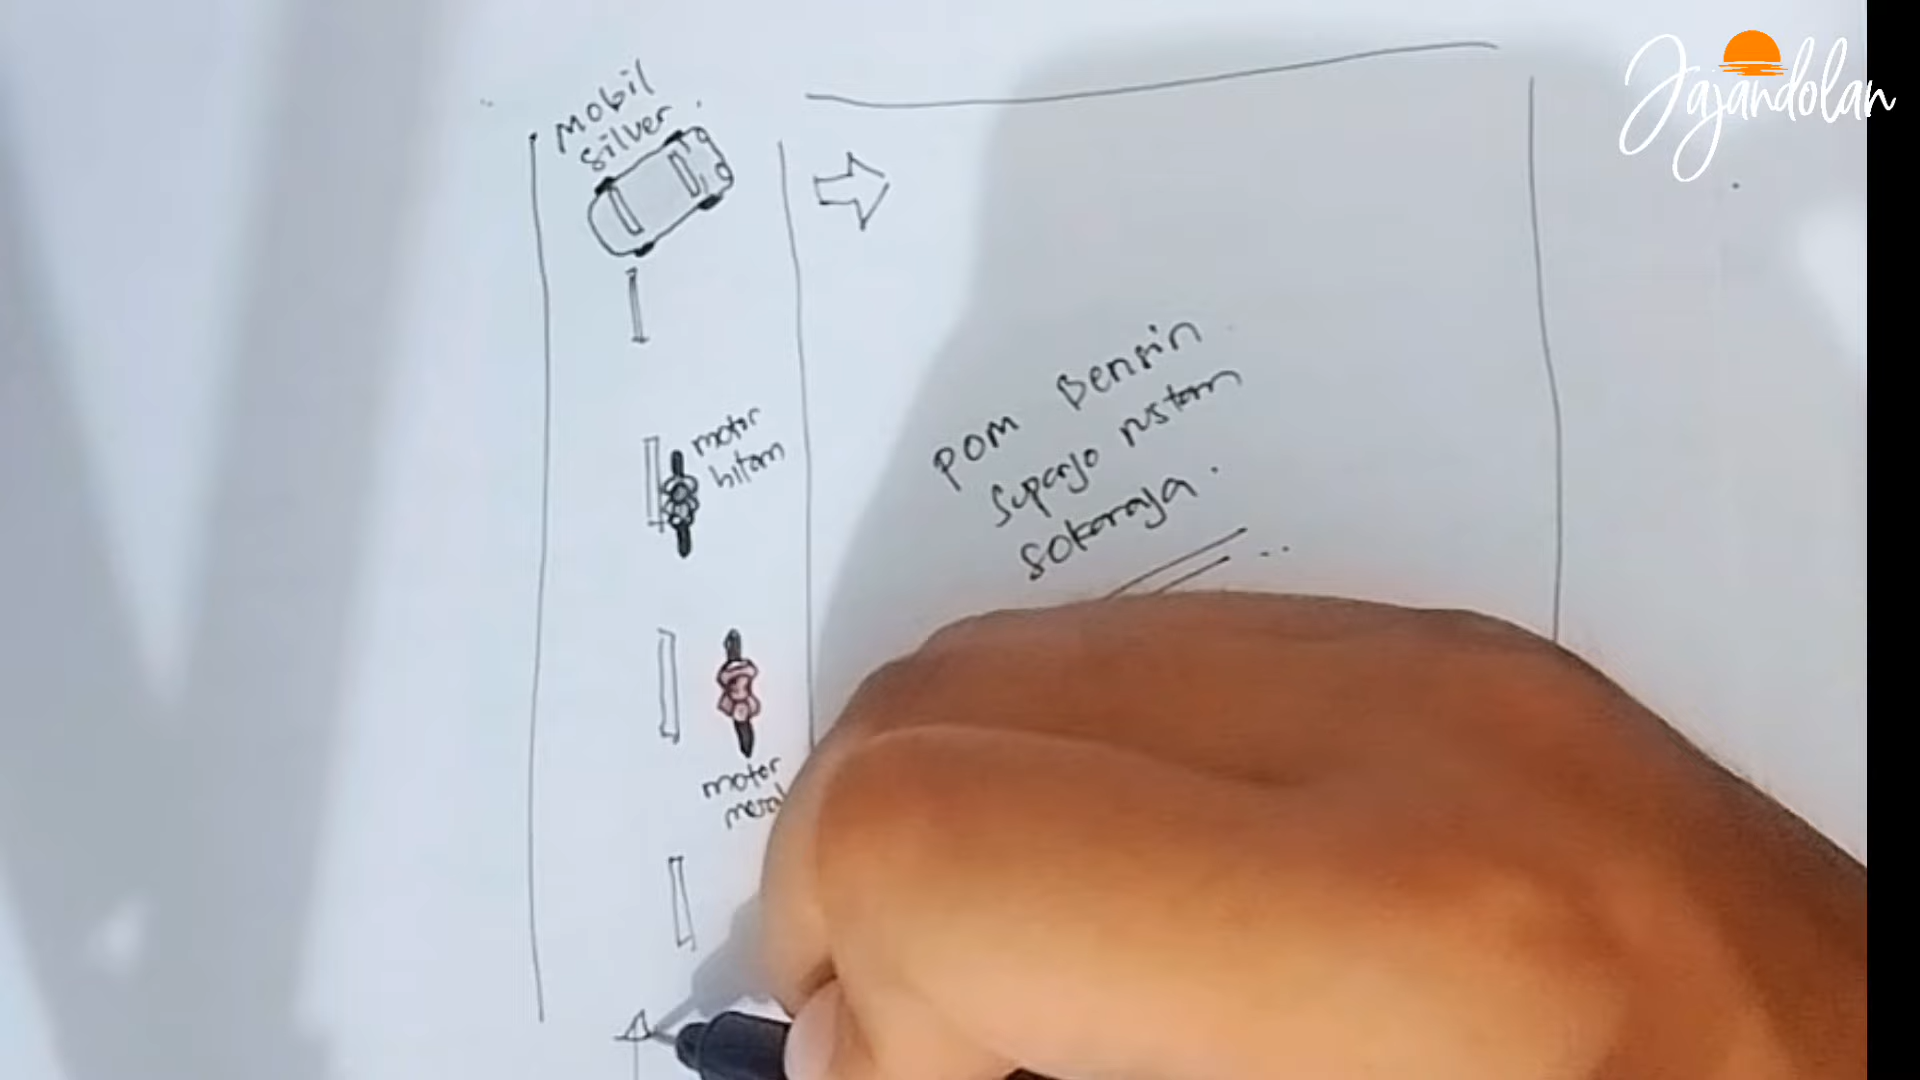 Jajandolan
mobil
silver
motor
hitam
POM Bensin
Suparjo rustam
Sokaraja.
motor